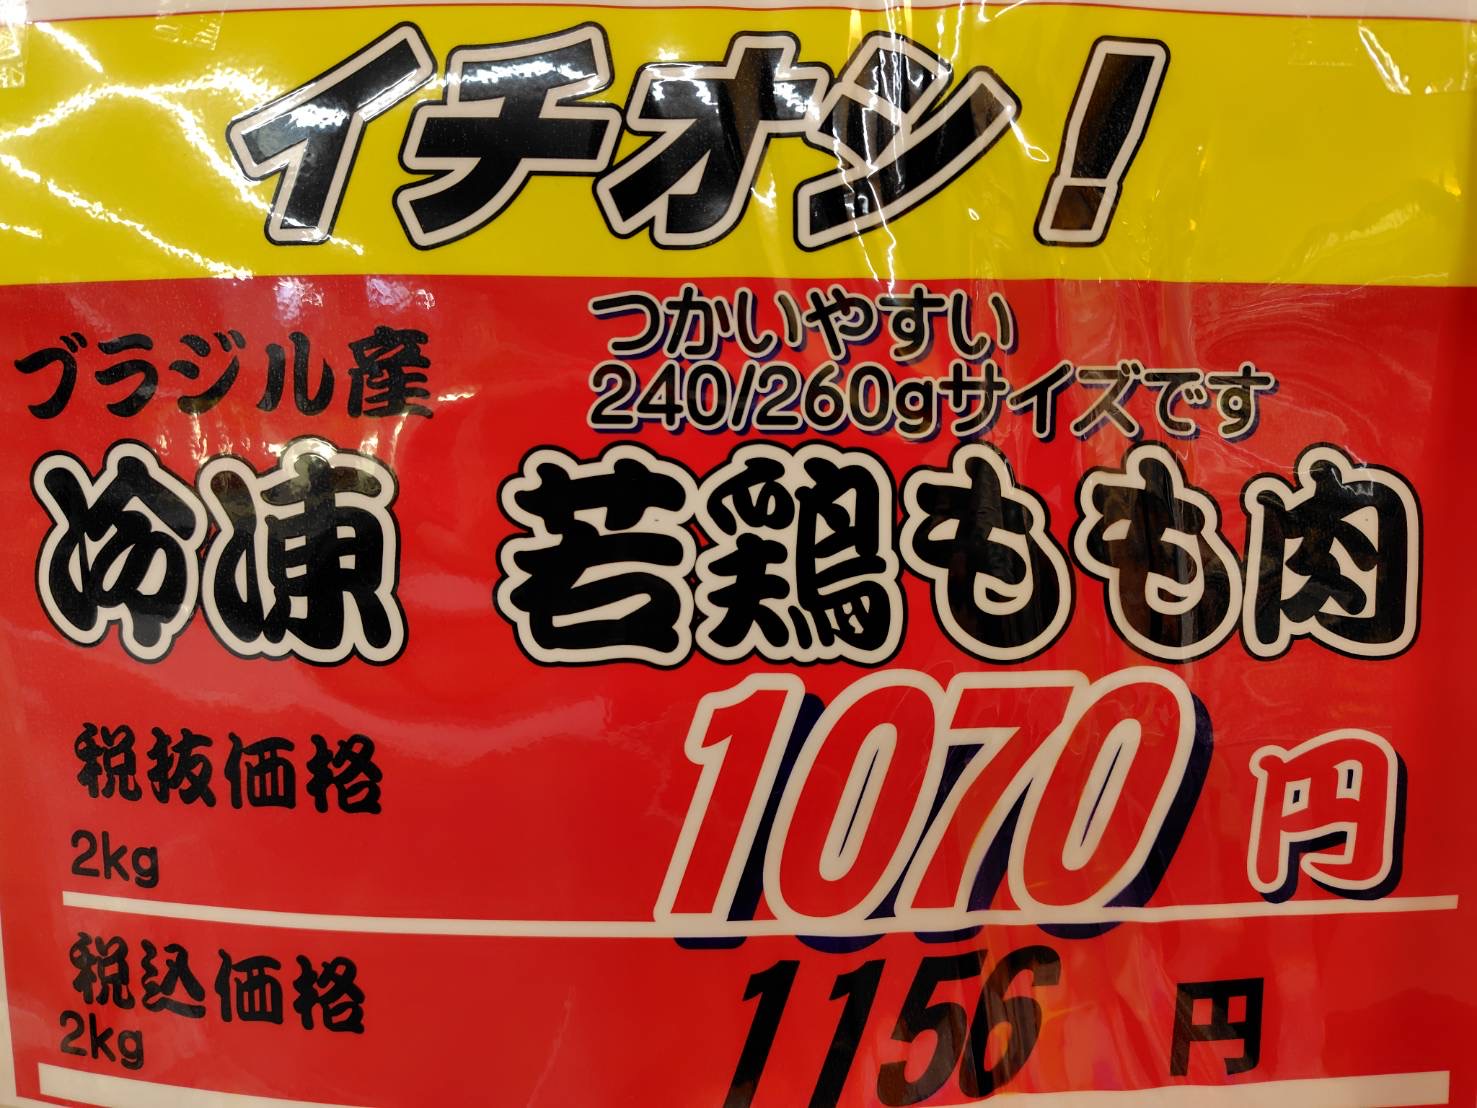 イチオシ!
ブラジル産
つかいやすい
240/260gサイズです
冷凍 若鶏もも肉
税抜価格
2kg
1070円
税込価格
2kg
1156円